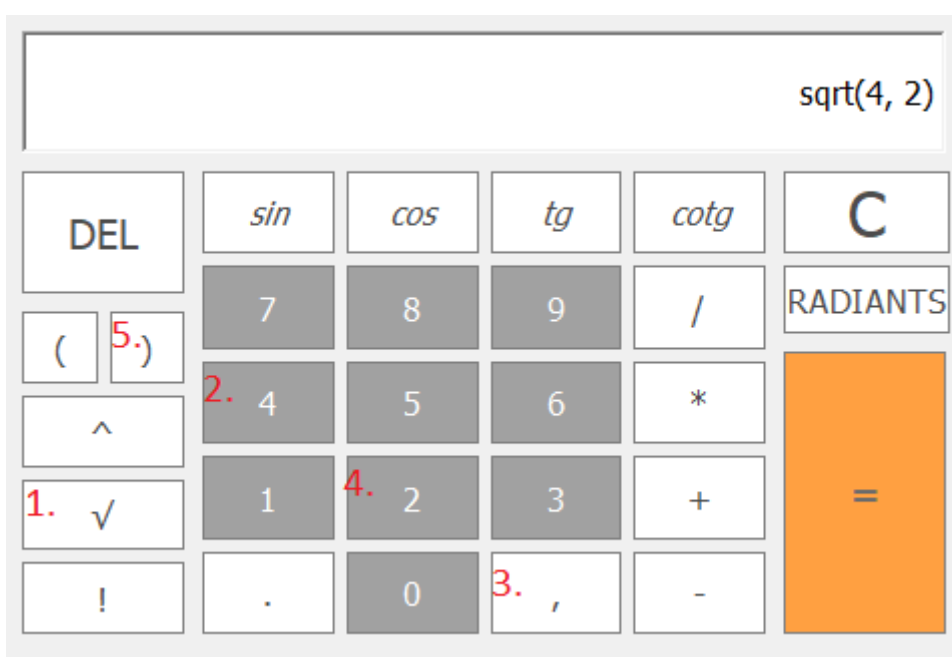 sqrt(4, 2)
DEL sin cos tg cotg C
7 8 9 / RADIANTS
( 5. )
2. 4 5 6 *
^
1. √ 1 4. 2 3 + =
! . 0 3. , -